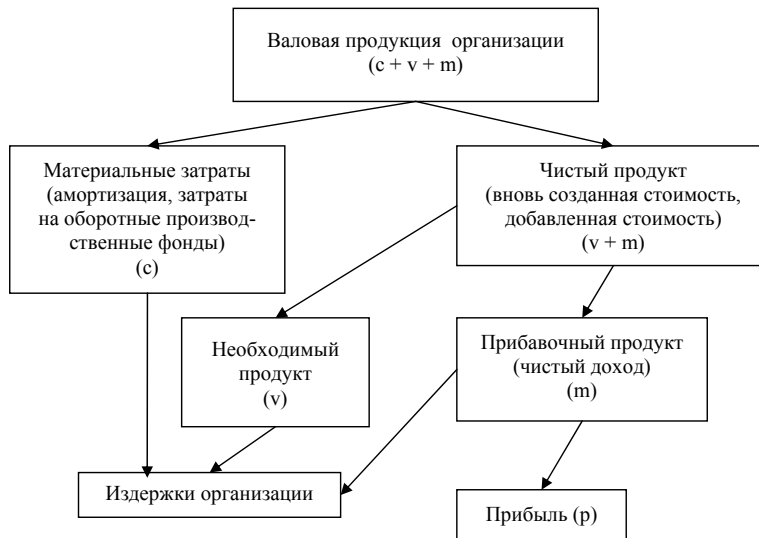 Валовая продукция организации
(c + v + m)
Материальные затраты
(амортизация, затраты
на оборотные производ-
ственные фонды)
(c)
Чистый продукт
(вновь созданная стоимость,
добавленная стоимость)
(v + m)
Необходимый
продукт
(v)
Прибавочный продукт
(чистый доход)
(m)
Издержки организации
Прибыль (p)